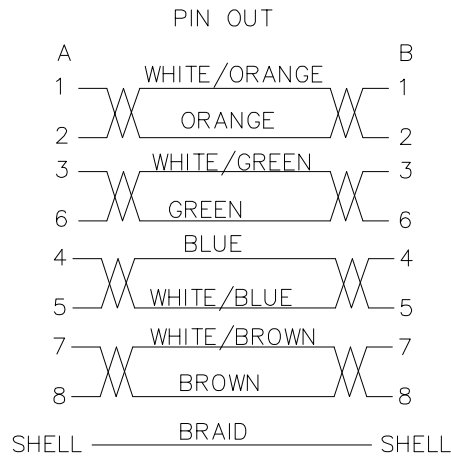 PIN OUT
A B
1 WHITE/ORANGE 1
2 ORANGE 2
3 WHITE/GREEN 3
6 GREEN 6
4 BLUE 4
5 WHITE/BLUE 5
7 WHITE/BROWN 7
8 BROWN 8
SHELL BRAID SHELL